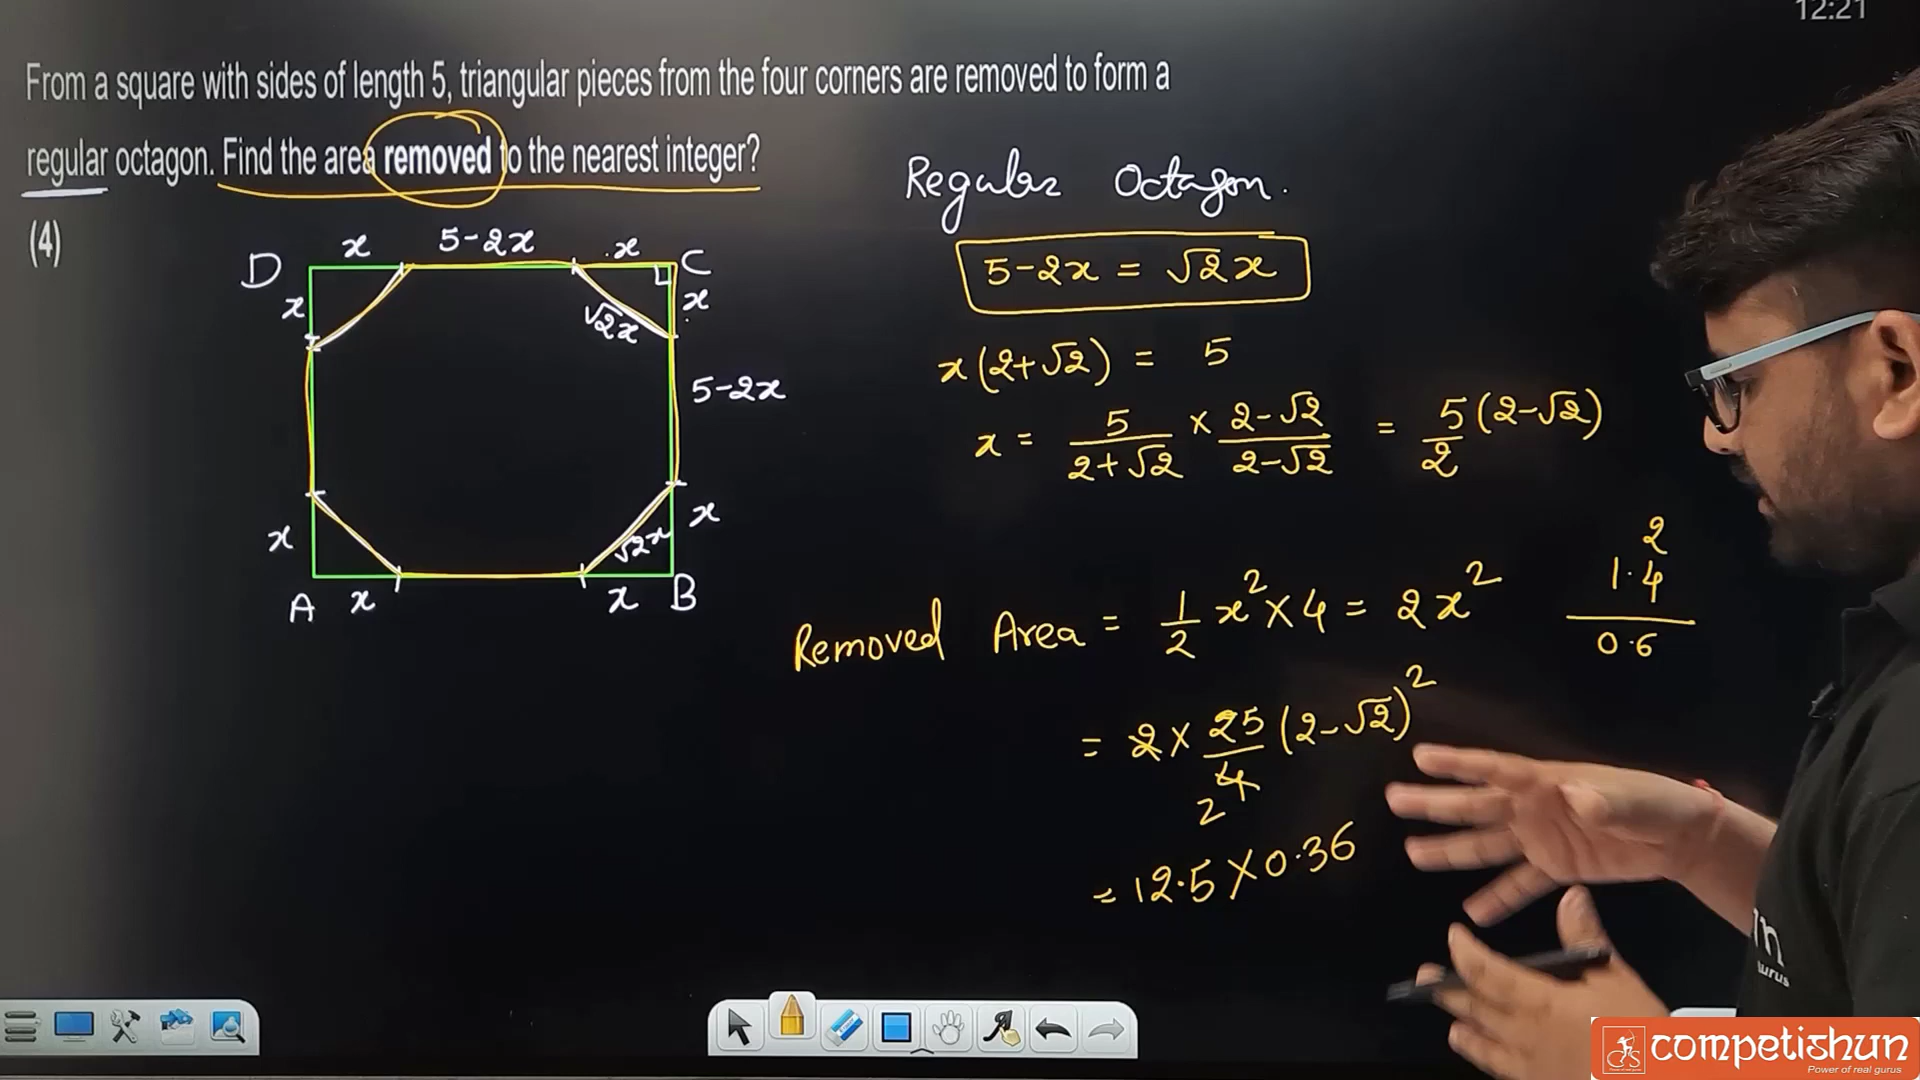 12:21
From a square with sides of length 5, triangular pieces from the four corners are removed to form a
regular octagon. Find the area removed to the nearest integer?
(4)
D x 5-2x x C
x x
√2x
5-2x
x x
√2x
A x x B
Regular Octagon.
5-2x = √2x
x(2+√2) = 5
x = 5/(2+√2) × (2-√2)/(2-√2) = 5/2 (2-√2)
Removed Area = 1/2 x² × 4 = 2x²
2
1.4
0.6
= 2 × 25/4 (2-√2)²
2
= 12.5 × 0.36
urus
competishun
Power of real gurus